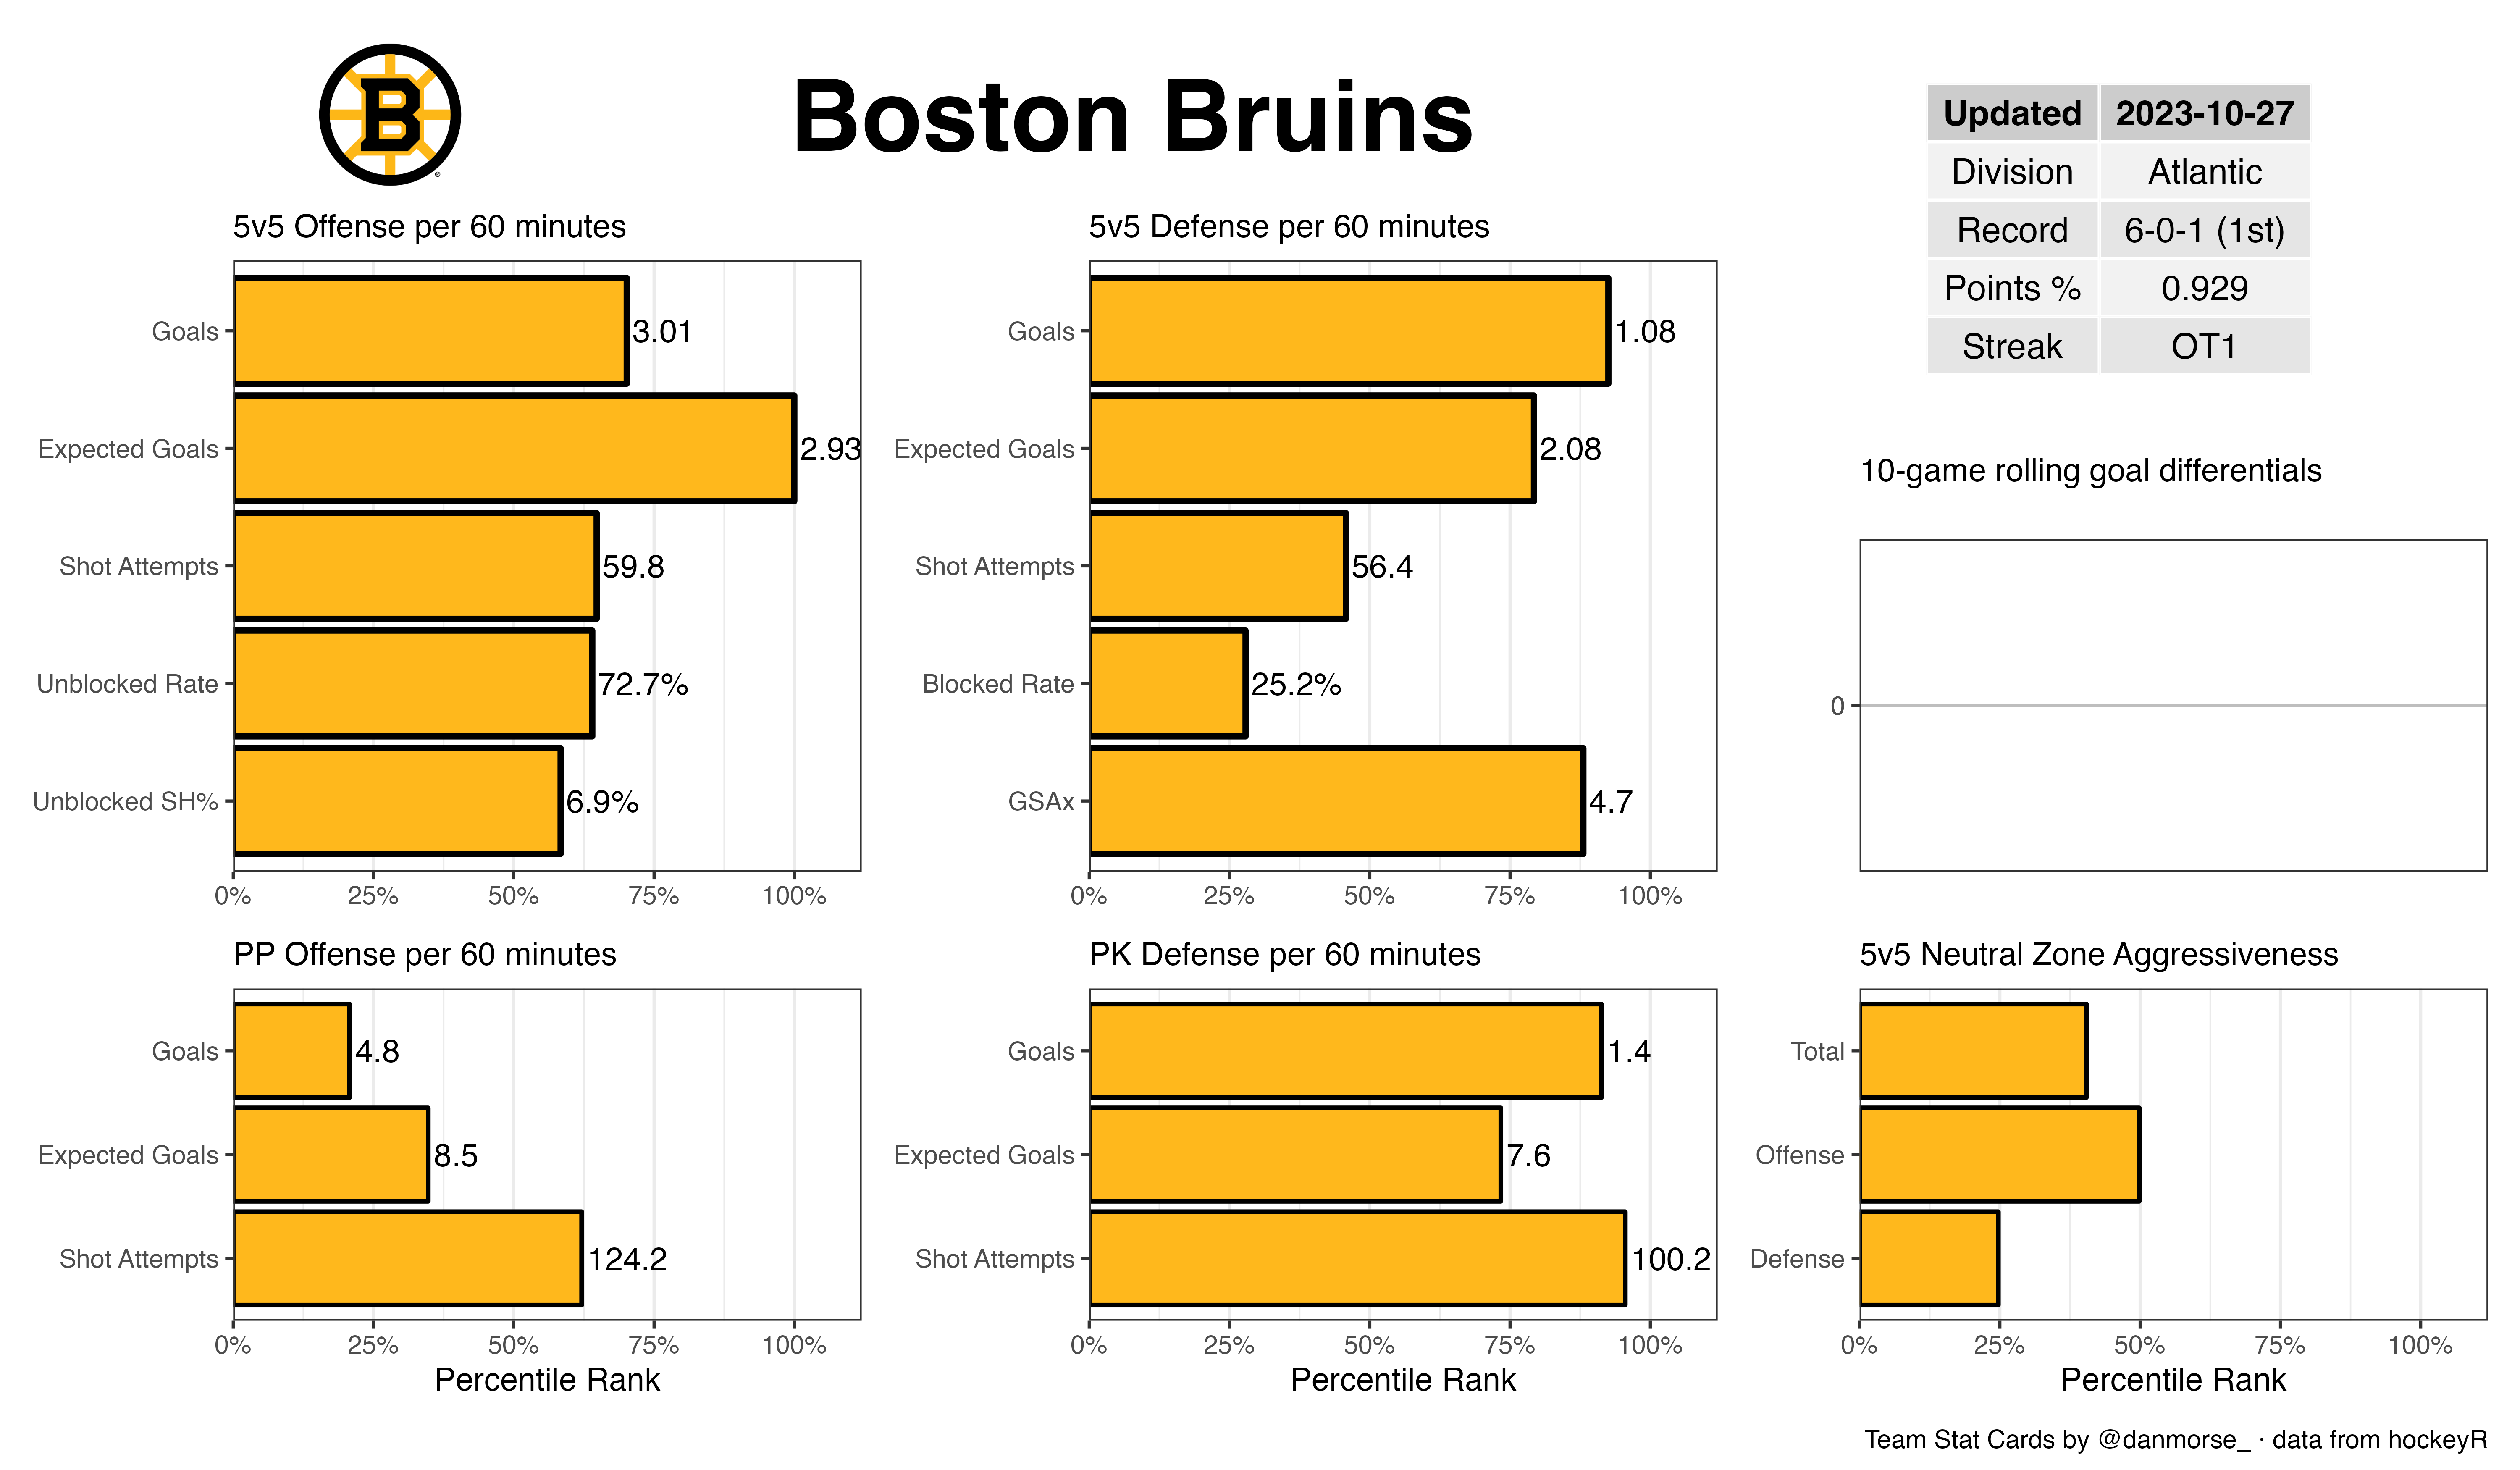 B
®
Boston Bruins
Updated 2023-10-27
Division Atlantic
Record 6-0-1 (1st)
Points % 0.929
Streak OT1
5v5 Offense per 60 minutes
Goals 3.01
Expected Goals 2.93
Shot Attempts 59.8
Unblocked Rate 72.7%
Unblocked SH% 6.9%
0% 25% 50% 75% 100%
5v5 Defense per 60 minutes
Goals 1.08
Expected Goals 2.08
Shot Attempts 56.4
Blocked Rate 25.2%
GSAx 4.7
0% 25% 50% 75% 100%
10-game rolling goal differentials
0
PP Offense per 60 minutes
Goals 4.8
Expected Goals 8.5
Shot Attempts 124.2
0% 25% 50% 75% 100%
Percentile Rank
PK Defense per 60 minutes
Goals 1.4
Expected Goals 7.6
Shot Attempts 100.2
0% 25% 50% 75% 100%
Percentile Rank
5v5 Neutral Zone Aggressiveness
Total
Offense
Defense
0% 25% 50% 75% 100%
Percentile Rank
Team Stat Cards by @danmorse_ · data from hockeyR